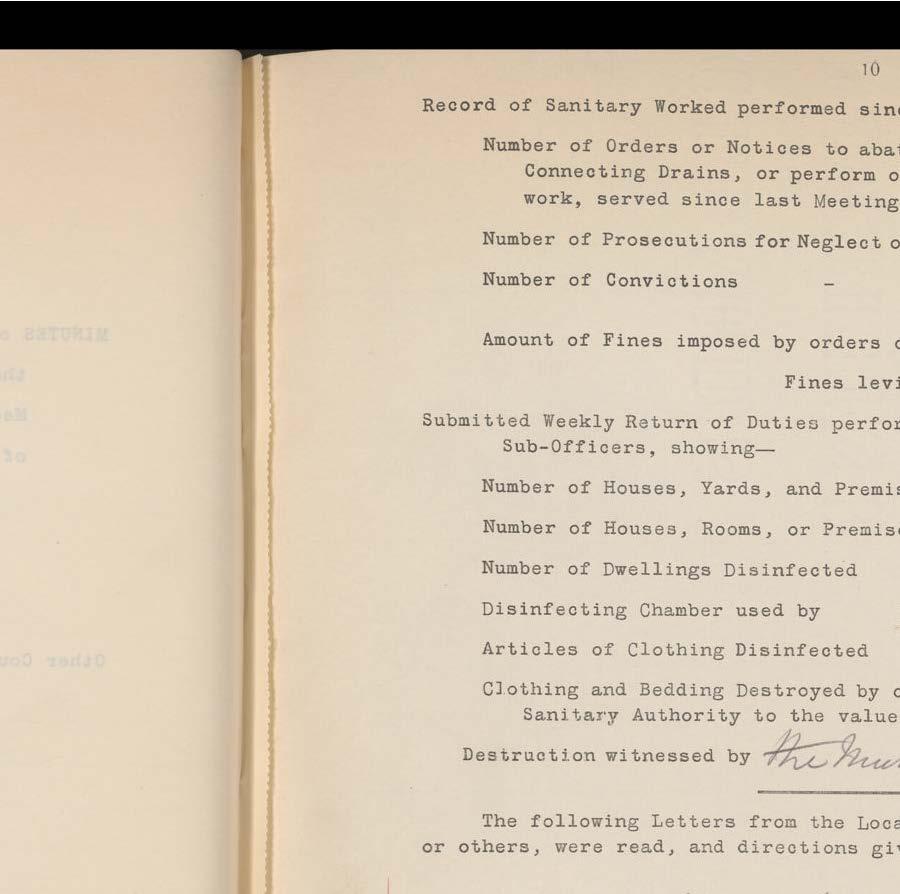 10
Record of Sanitary Worked performed sinc
Number of Orders or Notices to abat
Connecting Drains, or perform o
work, served since last Meeting
Number of Prosecutions for Neglect o
Number of Convictions –
Amount of Fines imposed by orders o
Fines levi
Submitted Weekly Return of Duties perfor
Sub-Officers, showing—
Number of Houses, Yards, and Premis
Number of Houses, Rooms, or Premise
Number of Dwellings Disinfected
Disinfecting Chamber used by
Articles of Clothing Disinfected
Clothing and Bedding Destroyed by o
Sanitary Authority to the value
Destruction witnessed by the
The following Letters from the Loca
or others, were read, and directions giv